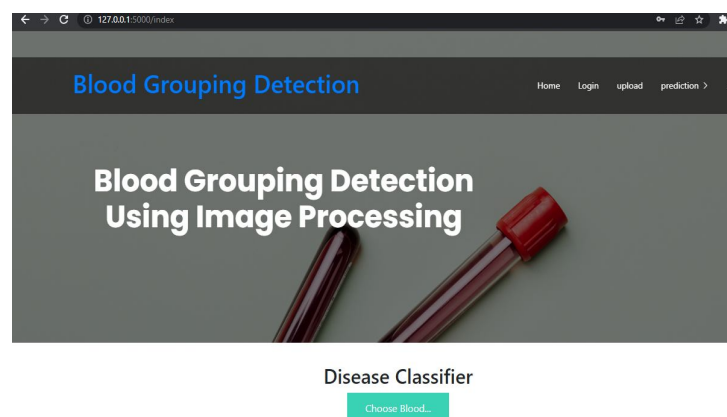 127.0.0.1:5000/index
Blood Grouping Detection
Home Login upload prediction >
Blood Grouping Detection
Using Image Processing
Disease Classifier
Choose Blood...